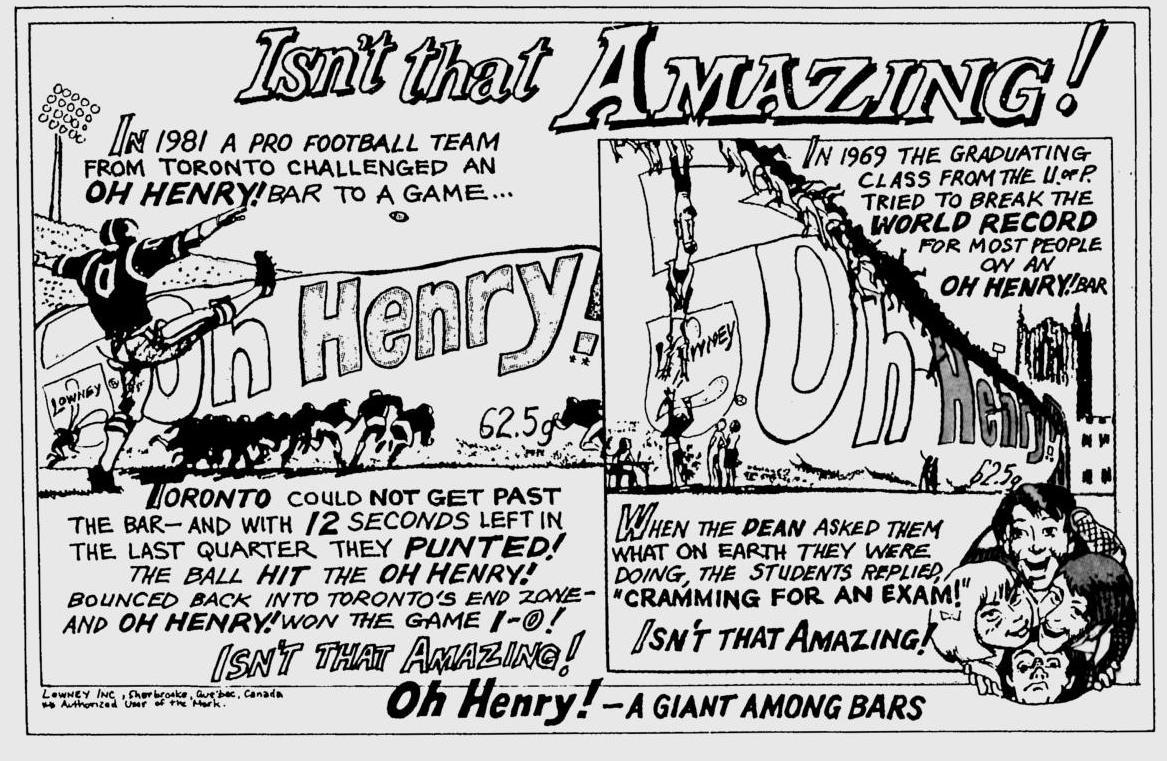 Isn't that AMAZING!
IN 1981 A PRO FOOTBALL TEAM
FROM TORONTO CHALLENGED AN
OH HENRY! BAR TO A GAME...
Oh Henry!
**
LOWNEY ®
62.5g
TORONTO COULD NOT GET PAST
THE BAR—AND WITH 12 SECONDS LEFT IN
THE LAST QUARTER THEY PUNTED!
THE BALL HIT THE OH HENRY!
BOUNCED BACK INTO TORONTO'S END ZONE—
AND OH HENRY! WON THE GAME 1-0!
ISN'T THAT AMAZING!
IN 1969 THE GRADUATING
CLASS FROM THE U. OF P.
TRIED TO BREAK THE
WORLD RECORD
FOR MOST PEOPLE
ON AN
OH HENRY! BAR
LOWNEY
®
Oh Henry!
62.5g
WHEN THE DEAN ASKED THEM
WHAT ON EARTH THEY WERE
DOING, THE STUDENTS REPLIED,
"CRAMMING FOR AN EXAM!"
ISN'T THAT AMAZING!
LOWNEY INC., Sherbrooke, Quebec, Canada
** Authorized User of the Mark.
Oh Henry! — A GIANT AMONG BARS